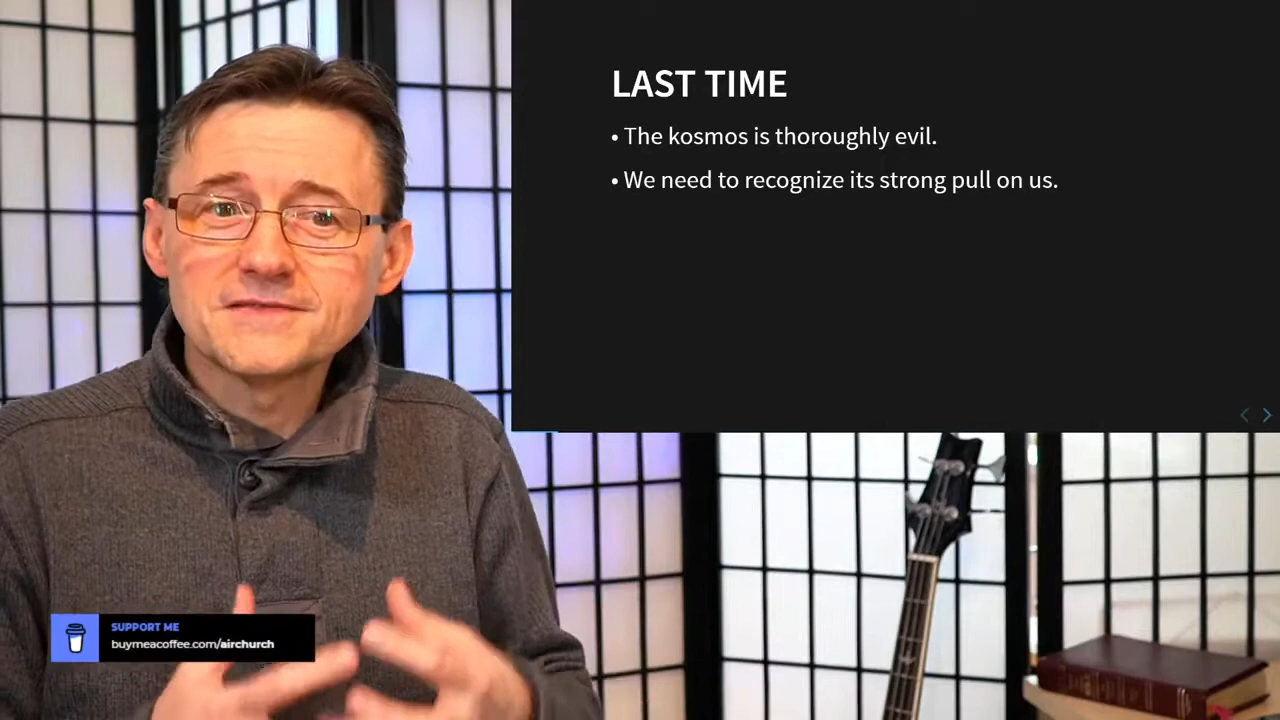 LAST TIME
• The kosmos is thoroughly evil.
• We need to recognize its strong pull on us.
SUPPORT ME
buymeacoffee.com/airchurch